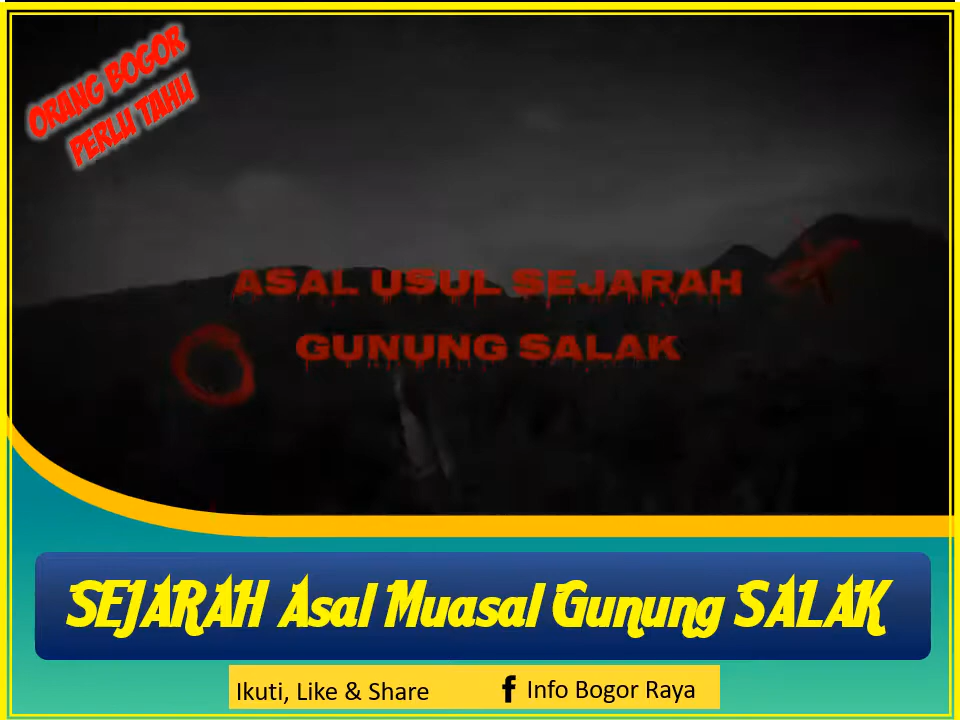 ORANG BOGOR
PERLU TAHU
ASAL USUL SEJARAH
GUNUNG SALAK
SEJARAH Asal Muasal Gunung SALAK
Ikuti, Like & Share
f Info Bogor Raya